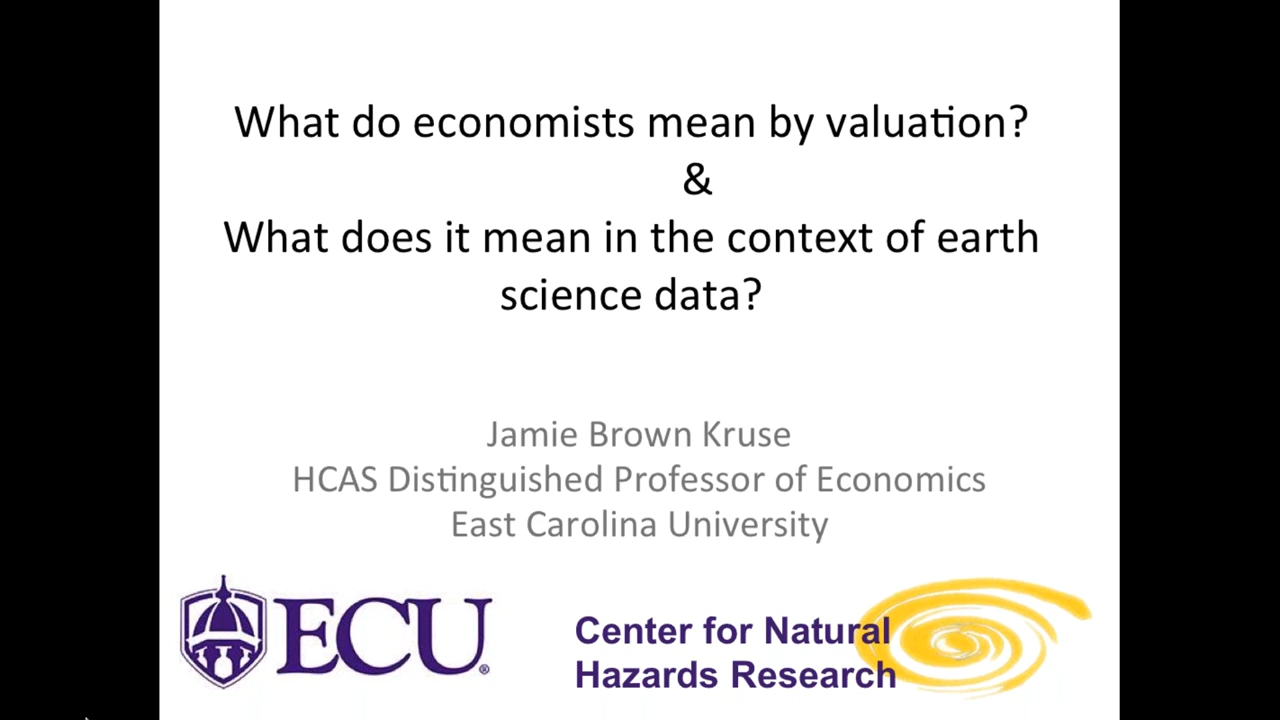 What do economists mean by valuation?
&
What does it mean in the context of earth
science data?
Jamie Brown Kruse
HCAS Distinguished Professor of Economics
East Carolina University
ECU®
Center for Natural
Hazards Research